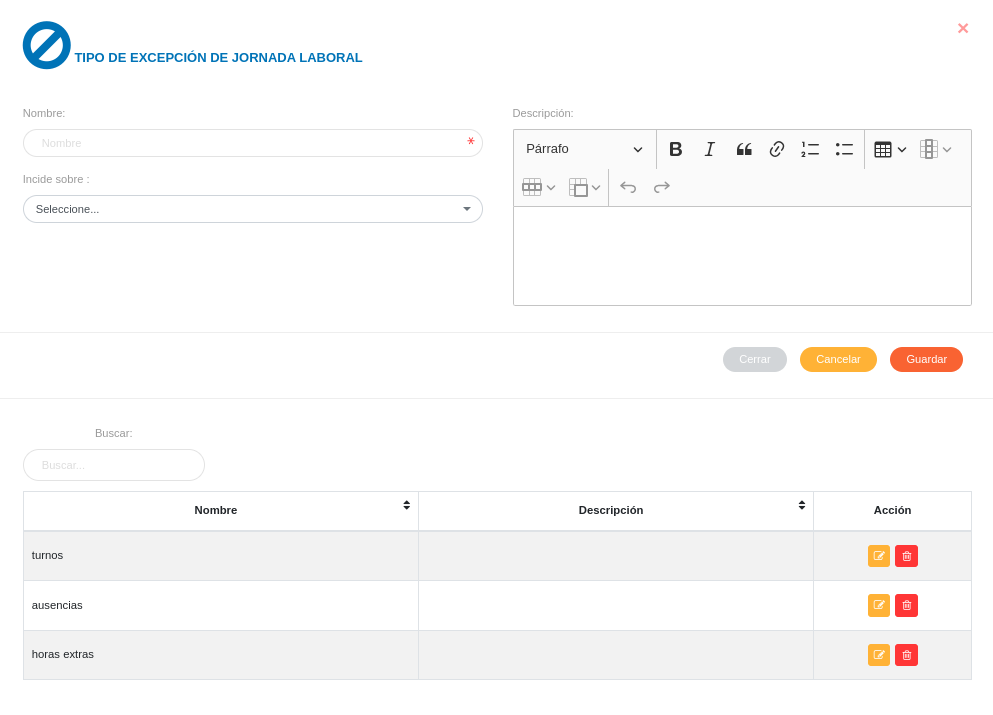 TIPO DE EXCEPCIÓN DE JORNADA LABORAL
Nombre:
Nombre *
Incide sobre :
Seleccione...
Descripción:
Párrafo
Cerrar Cancelar Guardar
Buscar:
Buscar...
Nombre Descripción Acción
turnos
ausencias
horas extras